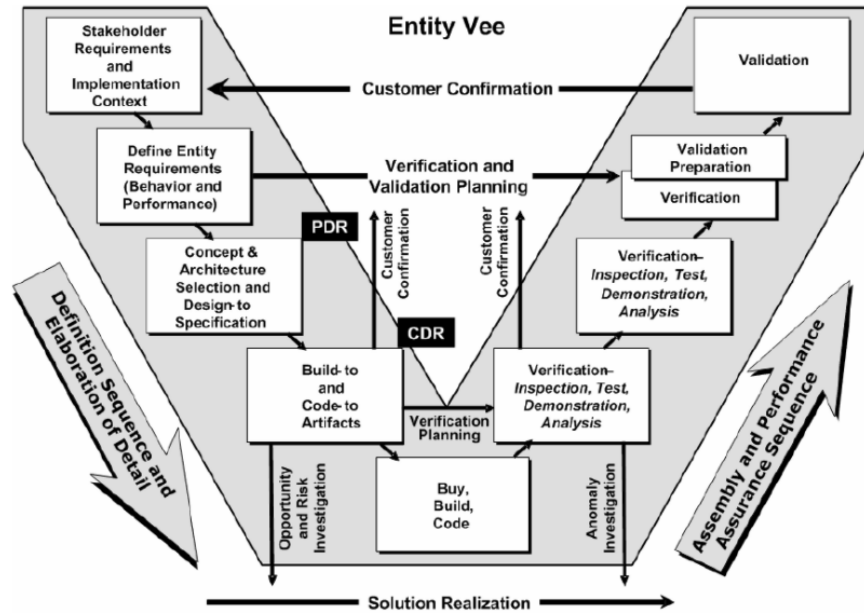 Entity Vee
Stakeholder
Requirements
and
Implementation
Context
Validation
Customer Confirmation
Define Entity
Requirements
(Behavior and
Performance)
Verification and
Validation Planning
Validation
Preparation
Verification
PDR
Concept &
Architecture
Selection and
Design-to
Specification
Customer
Confirmation
Customer
Confirmation
Verification–
Inspection, Test,
Demonstration,
Analysis
Definition Sequence and
Elaboration of Detail
CDR
Build-to
and
Code-to
Artifacts
Verification
Planning
Verification–
Inspection, Test,
Demonstration,
Analysis
Assembly and Performance
Assurance Sequence
Opportunity
and Risk
Investigation
Buy,
Build,
Code
Anomaly
Investigation
Solution Realization